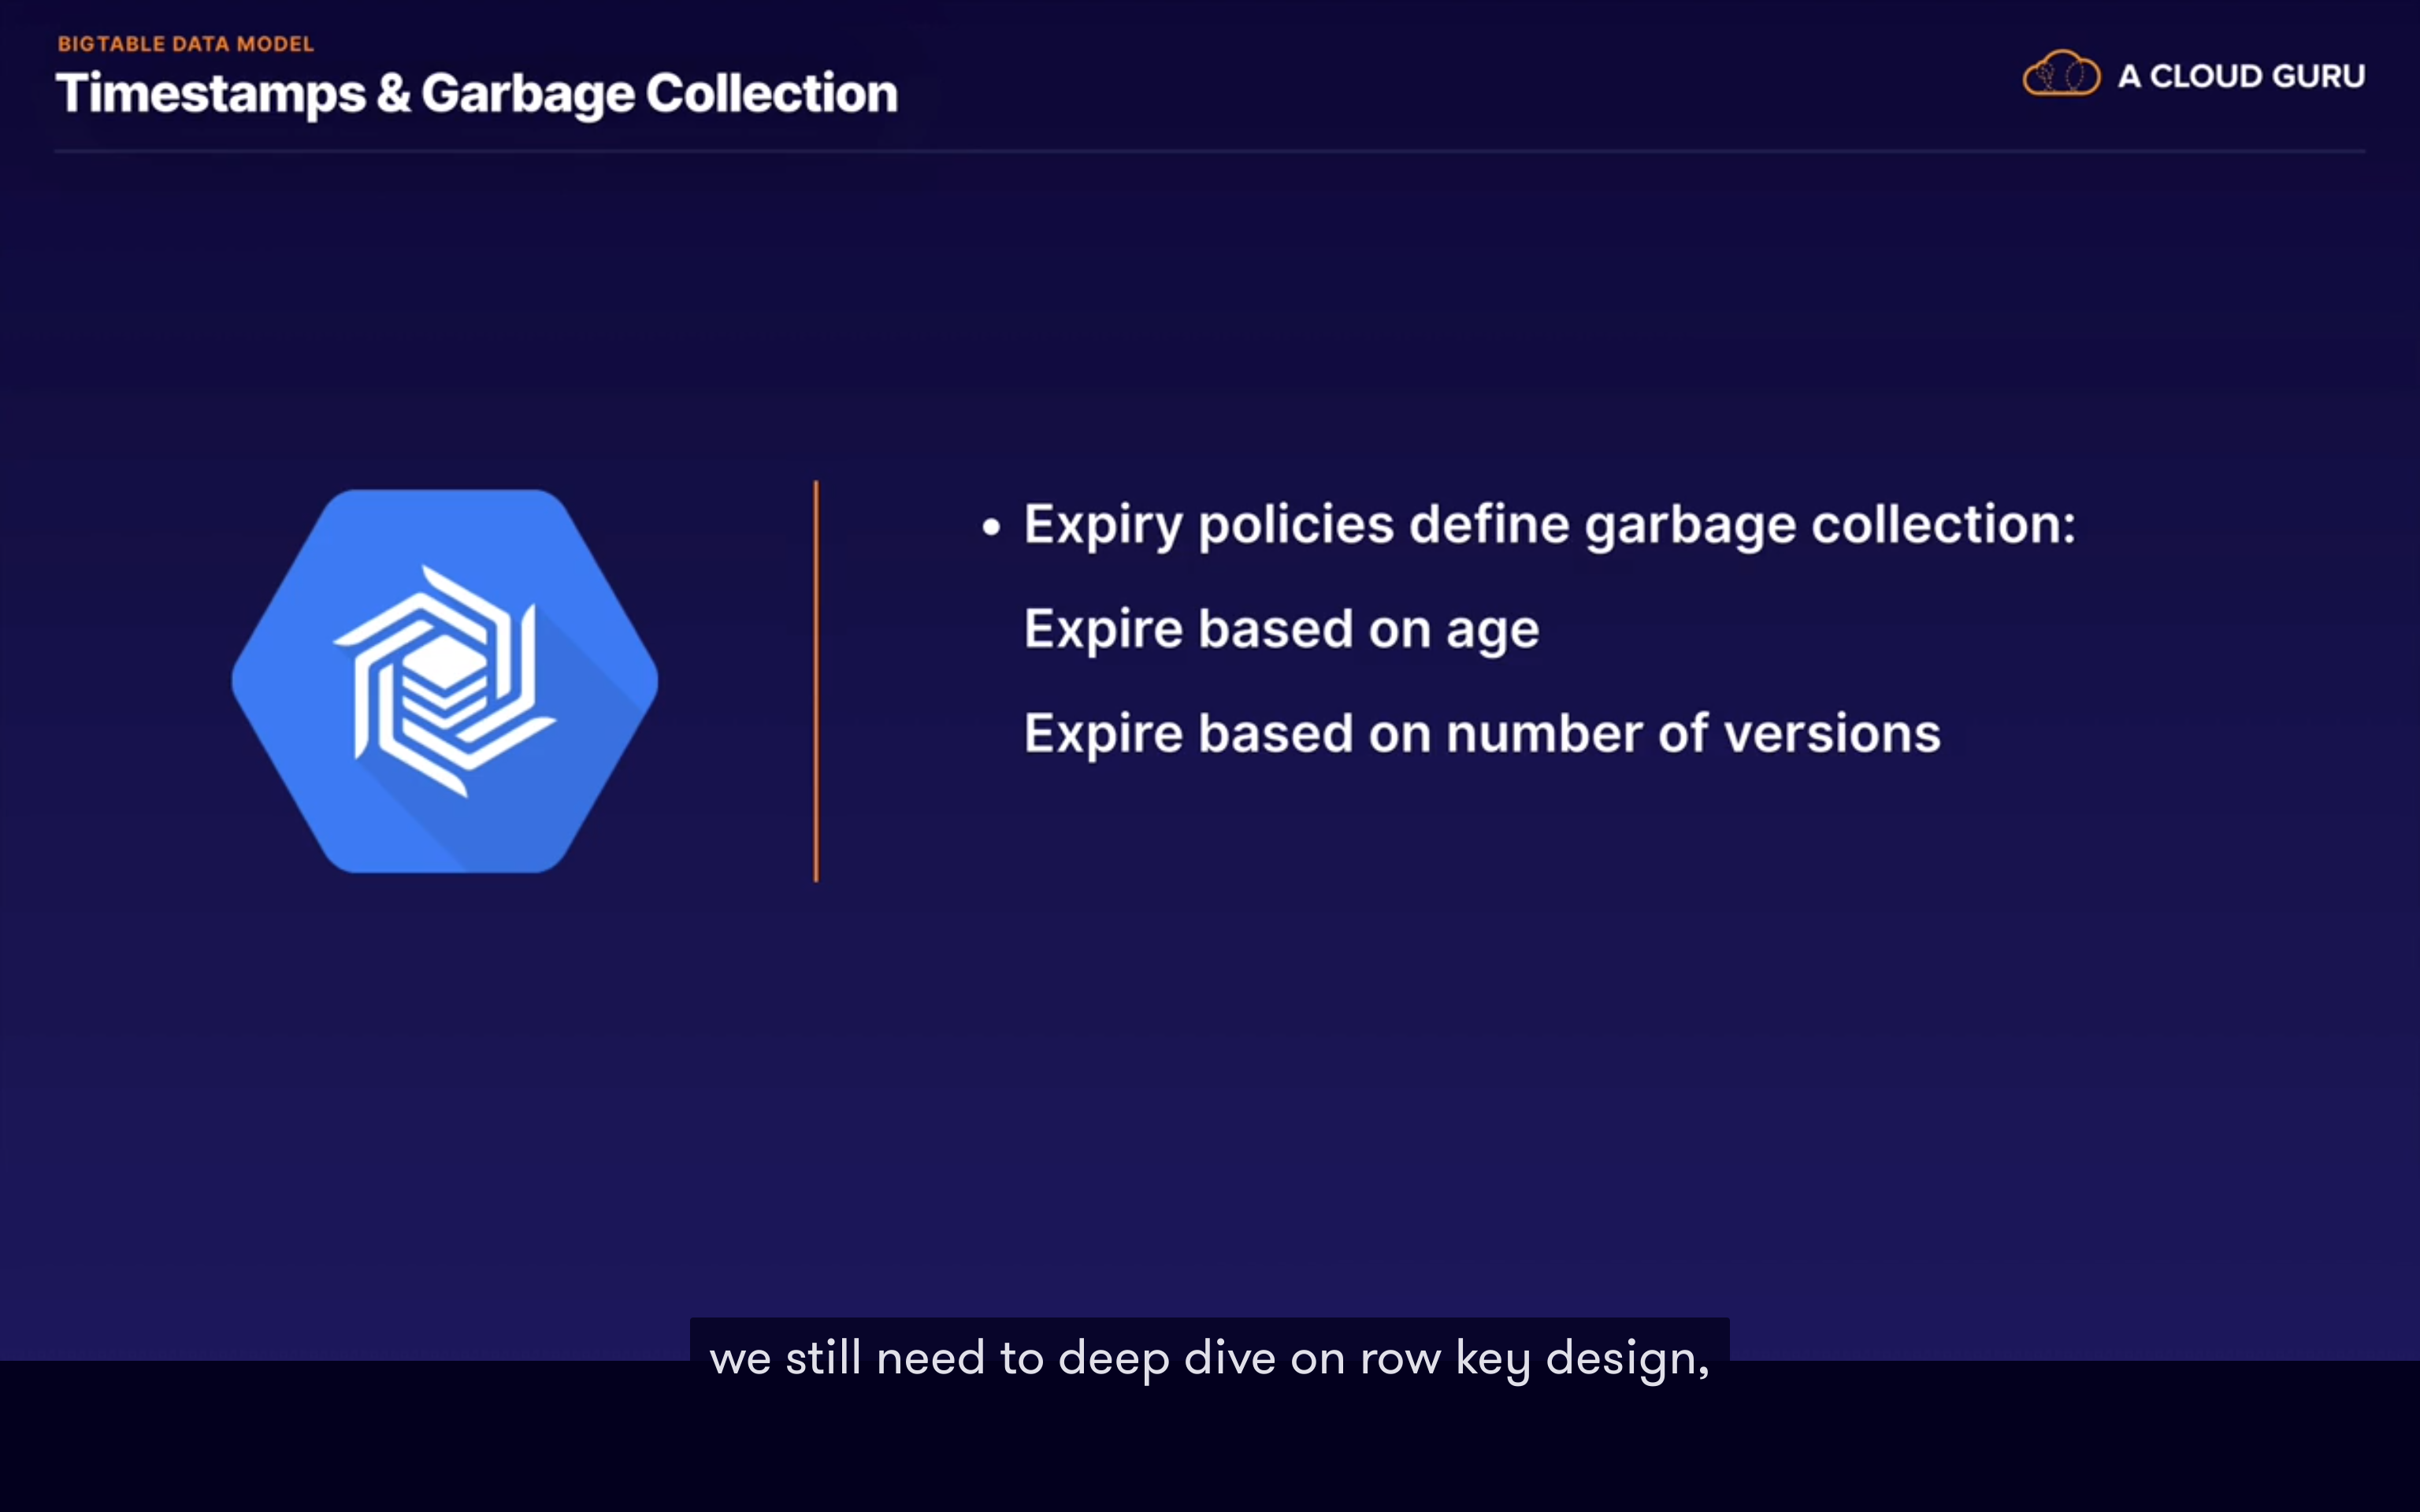 BIGTABLE DATA MODEL
Timestamps & Garbage Collection
A CLOUD GURU
• Expiry policies define garbage collection:
Expire based on age
Expire based on number of versions
we still need to deep dive on row key design,